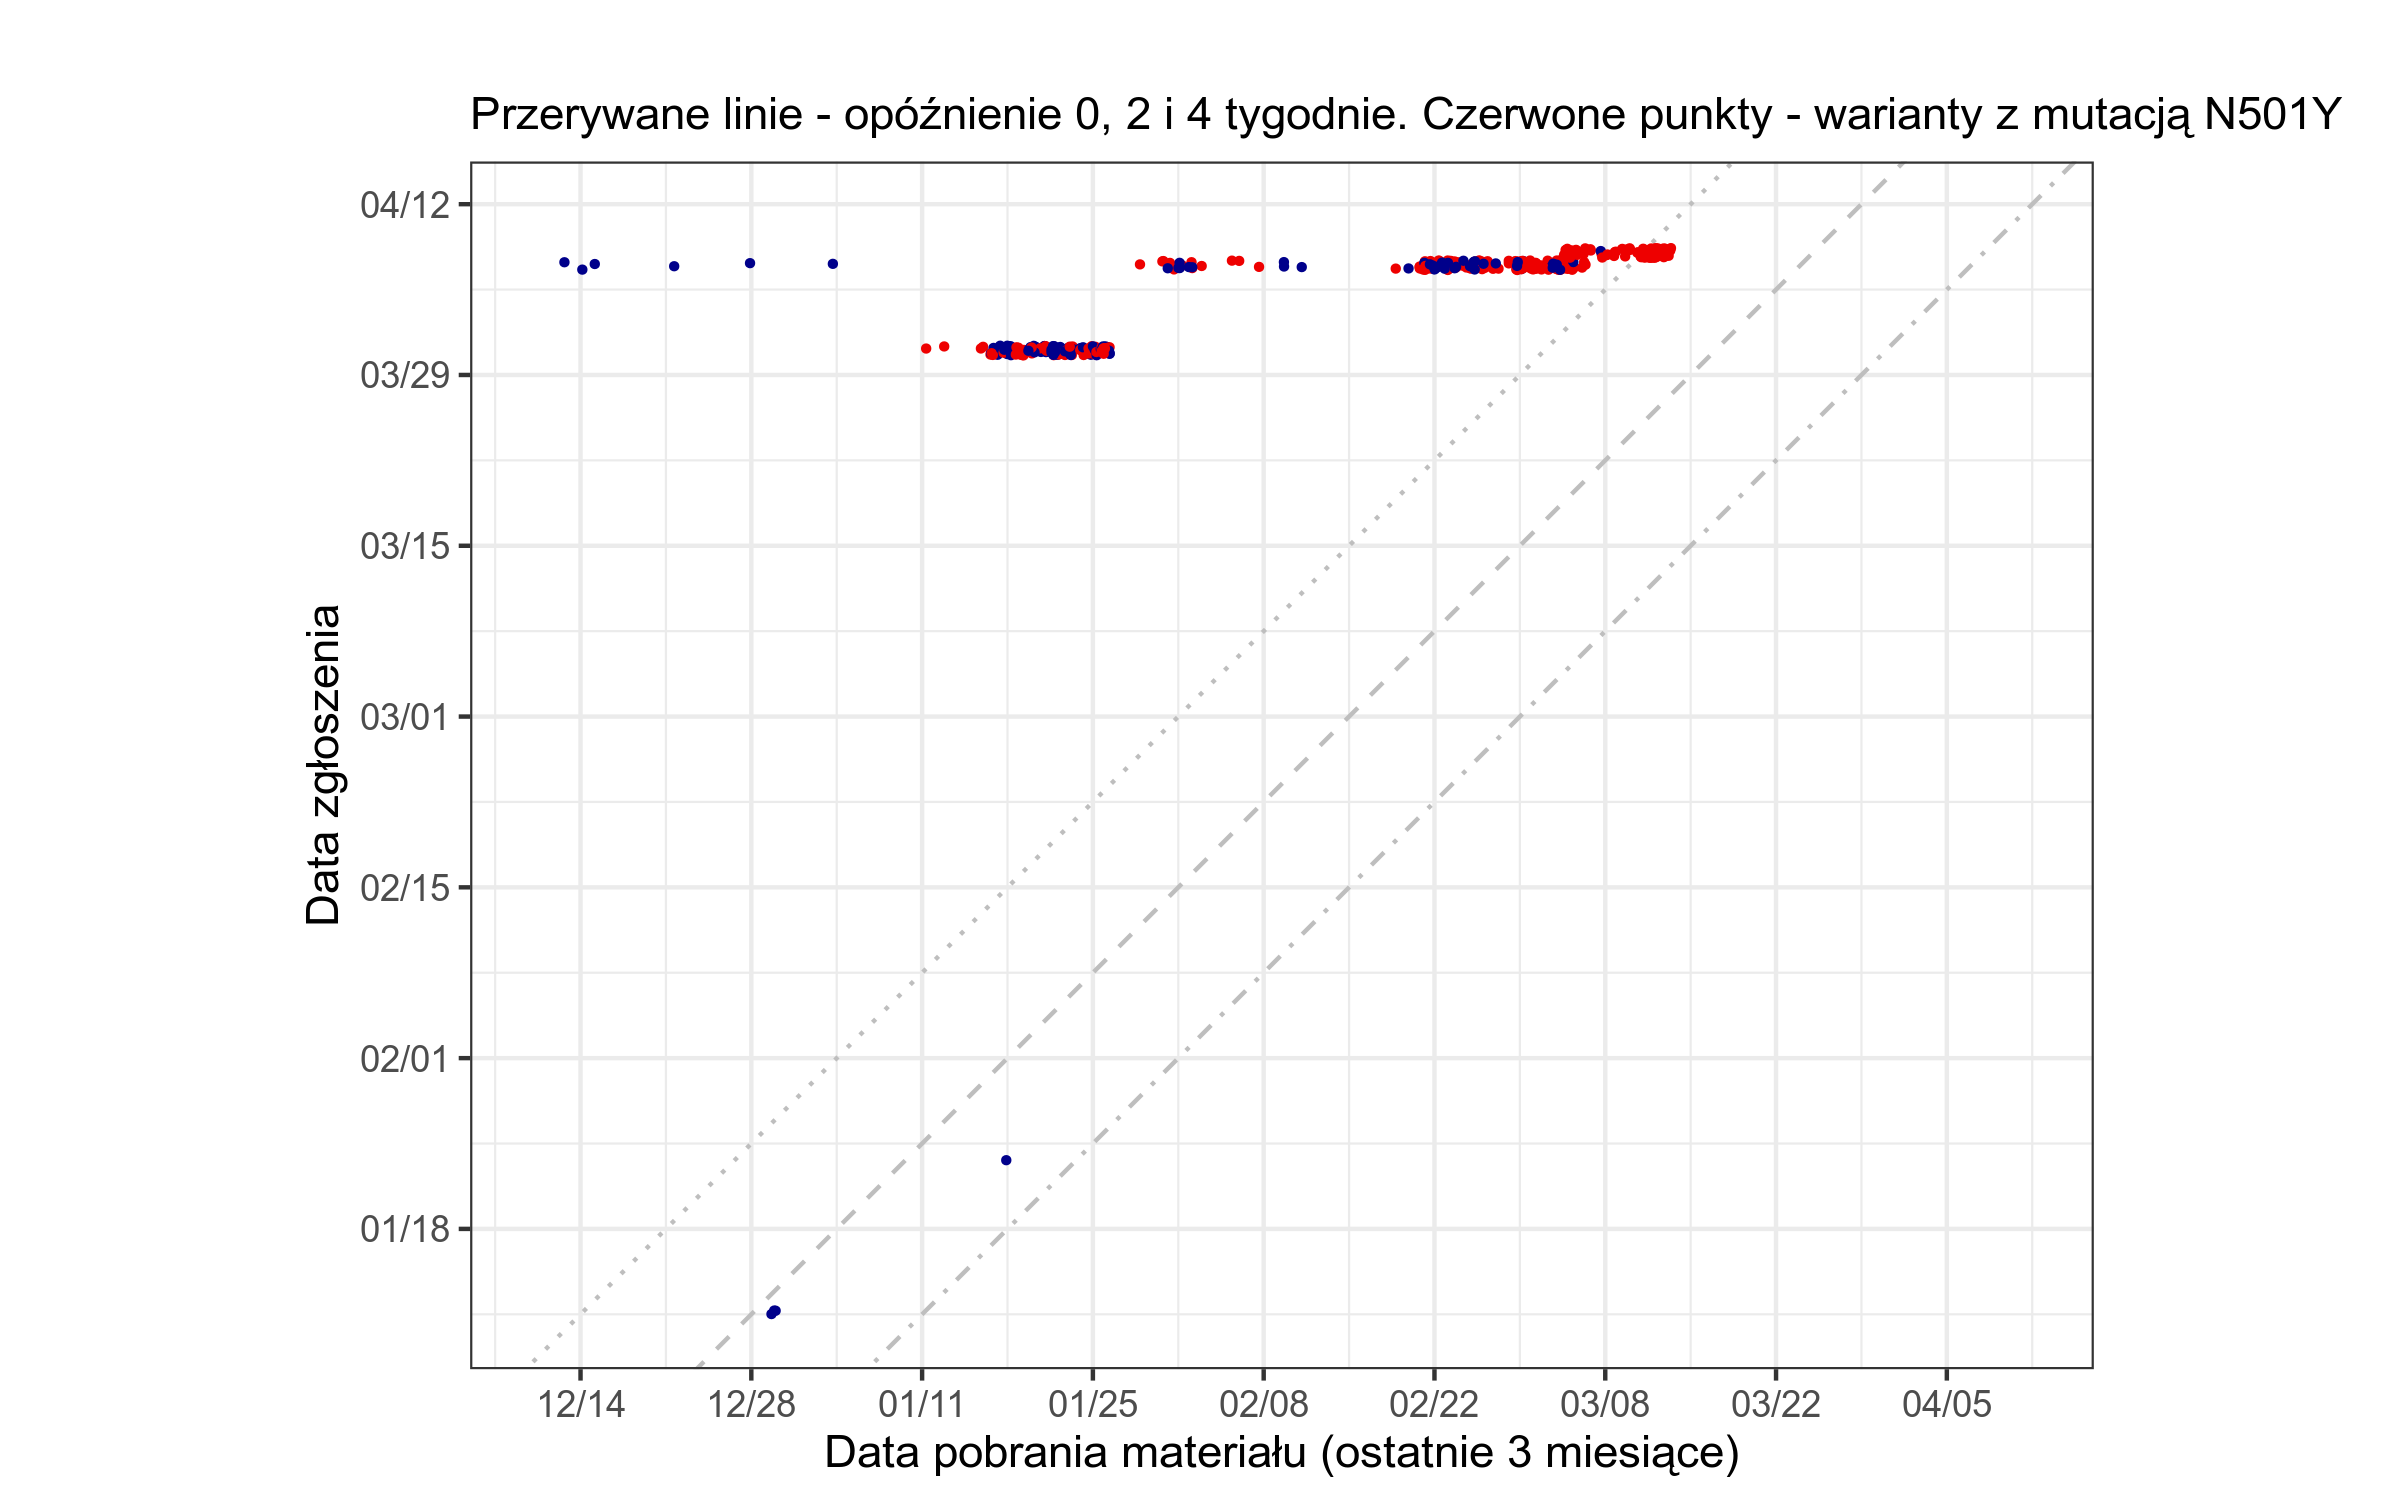 Przerywane linie - opóźnienie 0, 2 i 4 tygodnie. Czerwone punkty - warianty z mutacją N501Y
Data zgłoszenia
04/12
03/29
03/15
03/01
02/15
02/01
01/18
12/14 12/28 01/11 01/25 02/08 02/22 03/08 03/22 04/05
Data pobrania materiału (ostatnie 3 miesiące)